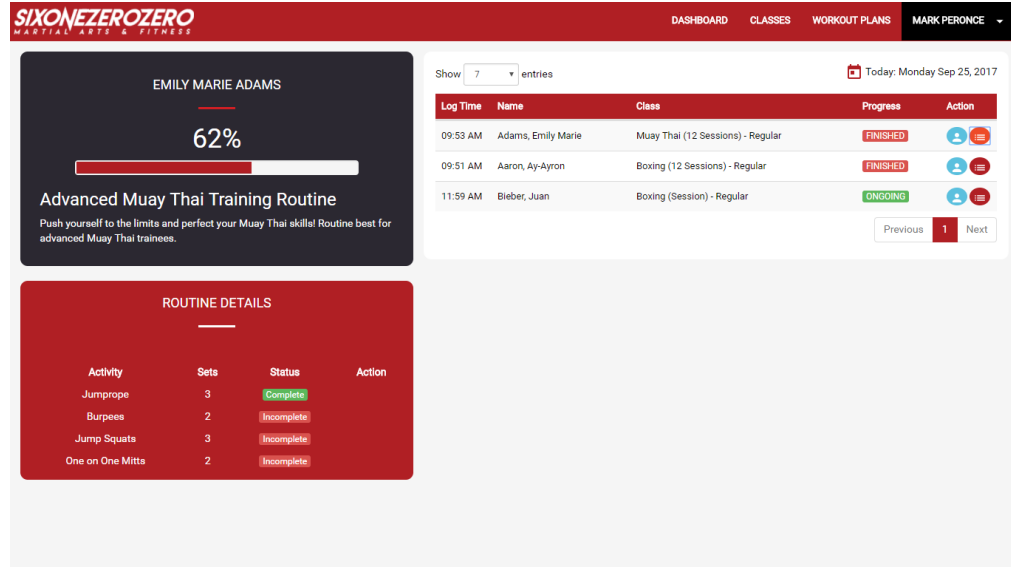 SIXONEZEROZERO
MARTIAL ARTS & FITNESS
DASHBOARD CLASSES WORKOUT PLANS MARK PERONCE
EMILY MARIE ADAMS
62%
Advanced Muay Thai Training Routine
Push yourself to the limits and perfect your Muay Thai skills! Routine best for
advanced Muay Thai trainees.
ROUTINE DETAILS
Activity Sets Status Action
Jumprope 3 Complete
Burpees 2 Incomplete
Jump Squats 3 Incomplete
One on One Mitts 2 Incomplete
Show 7 entries
Today: Monday Sep 25, 2017
Log Time Name Class Progress Action
09:53 AM Adams, Emily Marie Muay Thai (12 Sessions) - Regular FINISHED
09:51 AM Aaron, Ay-Ayron Boxing (12 Sessions) - Regular FINISHED
11:59 AM Bieber, Juan Boxing (Session) - Regular ONGOING
Previous 1 Next